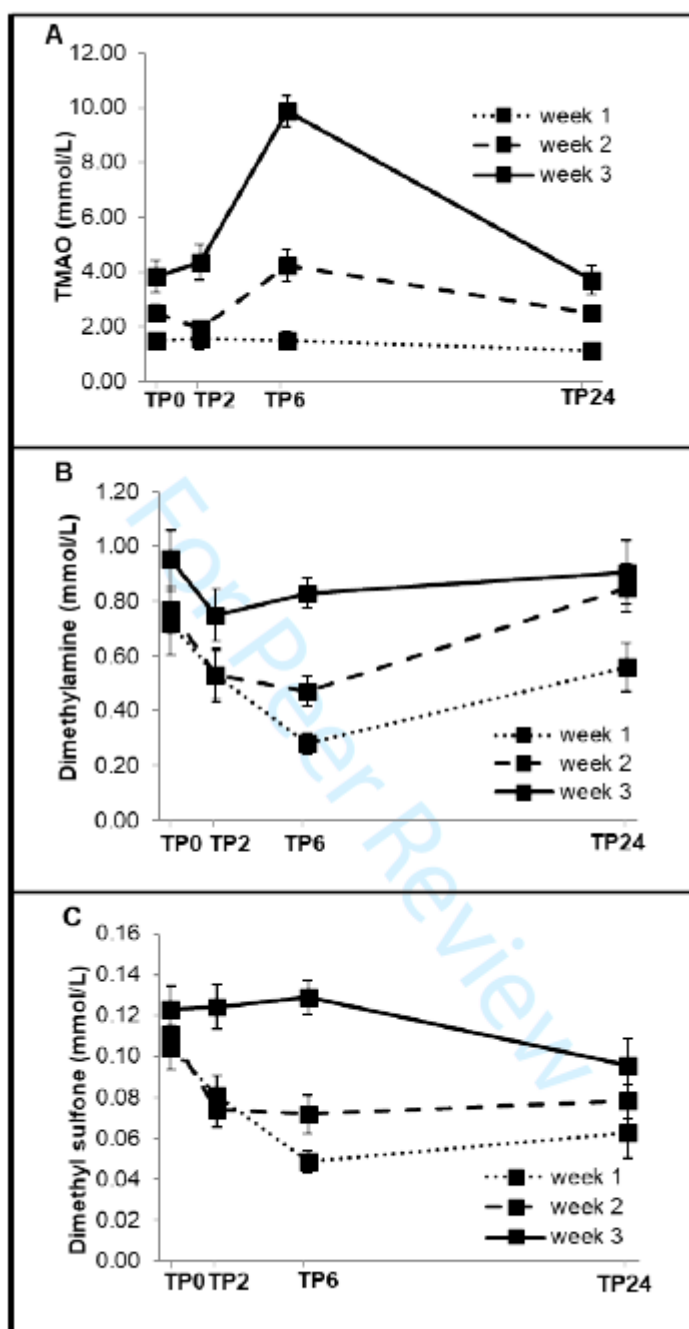 A
TMAO (mmol/L)
12.00
10.00
8.00
6.00
4.00
2.00
0.00
week 1
week 2
week 3
TP0 TP2 TP6 TP24
B
Dimethylamine (mmol/L)
1.20
1.00
0.80
0.60
0.40
0.20
0.00
week 1
week 2
week 3
TP0 TP2 TP6 TP24
C
Dimethyl sulfone (mmol/L)
0.16
0.14
0.12
0.10
0.08
0.06
0.04
0.02
0.00
week 1
week 2
week 3
TP0 TP2 TP6 TP24
For Peer Review